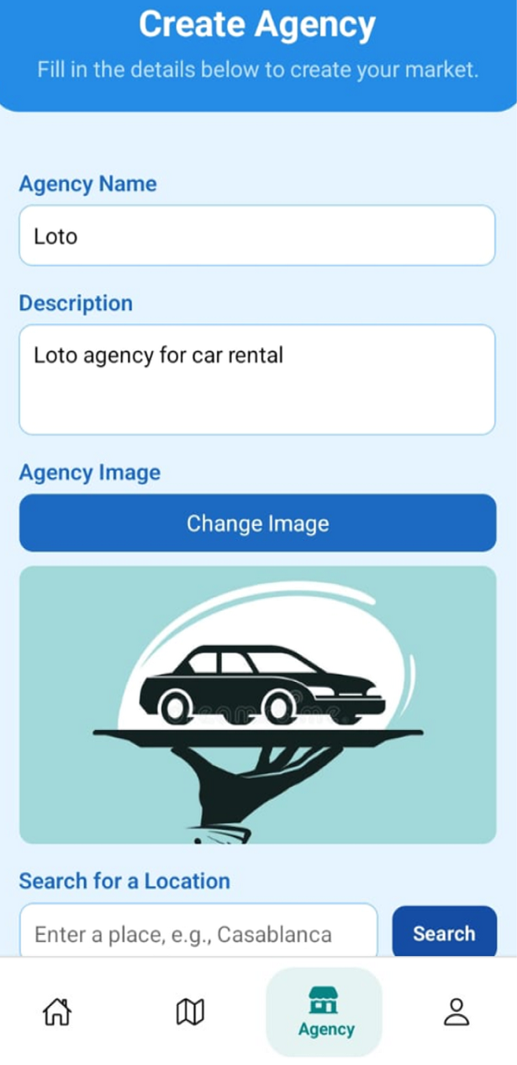 Create Agency
Fill in the details below to create your market.
Agency Name
Loto
Description
Loto agency for car rental
Agency Image
Change Image
Search for a Location
Enter a place, e.g., Casablanca
Search
Agency